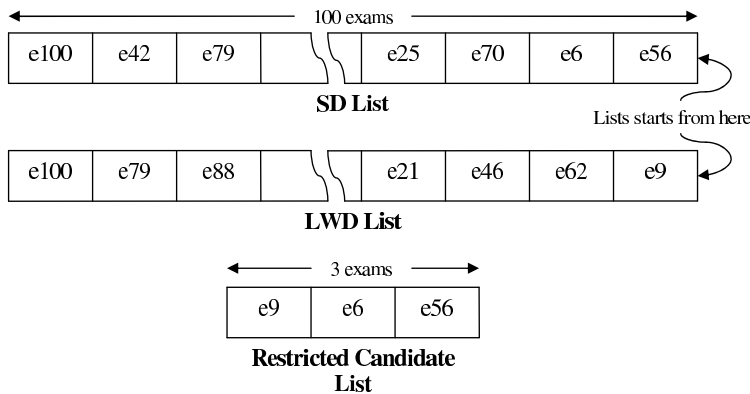 100 exams
e100 e42 e79 e25 e70 e6 e56
SD List
Lists starts from here
e100 e79 e88 e21 e46 e62 e9
LWD List
3 exams
e9 e6 e56
Restricted Candidate
List